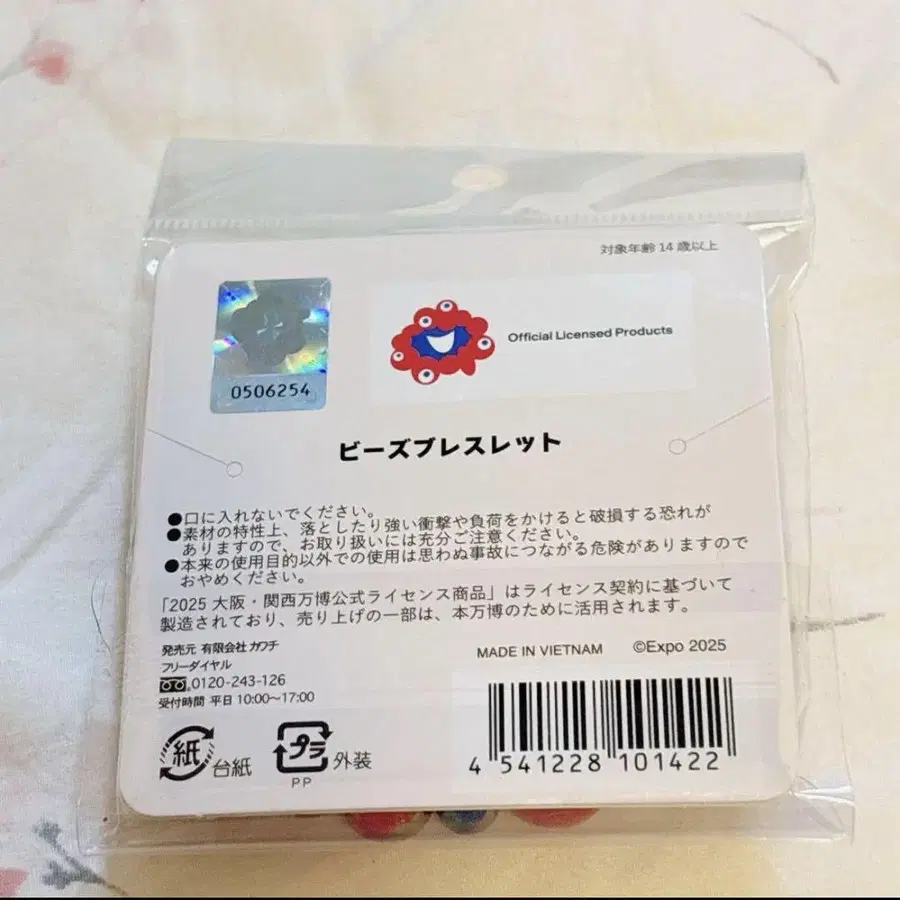 対象年齢 14 歳以上
Official Licensed Products
0506254
ビーズブレスレット
●口に入れないでください。
●素材の特性上、落としたり強い衝撃や負荷をかけると破損する恐れが
ありますので、お取り扱いには充分ご注意ください。
●本来の使用目的以外での使用は思わぬ事故につながる危険がありますので
おやめください。
「2025 大阪・関西万博公式ライセンス商品」はライセンス契約に基づいて
製造されており、売り上げの一部は、本万博のために活用されます。
発売元 有限会社 カワチ
フリーダイヤル
0120-243-126
受付時間 平日 10:00〜17:00
MADE IN VIETNAM ©Expo 2025
紙 台紙
プラ 外装
PP
4 541228 101422